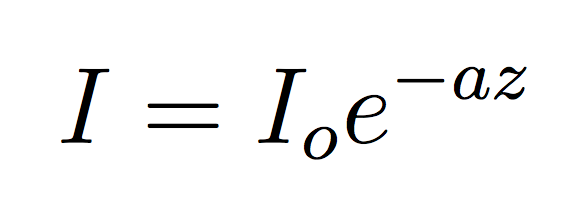 I = I_o e^{-az}